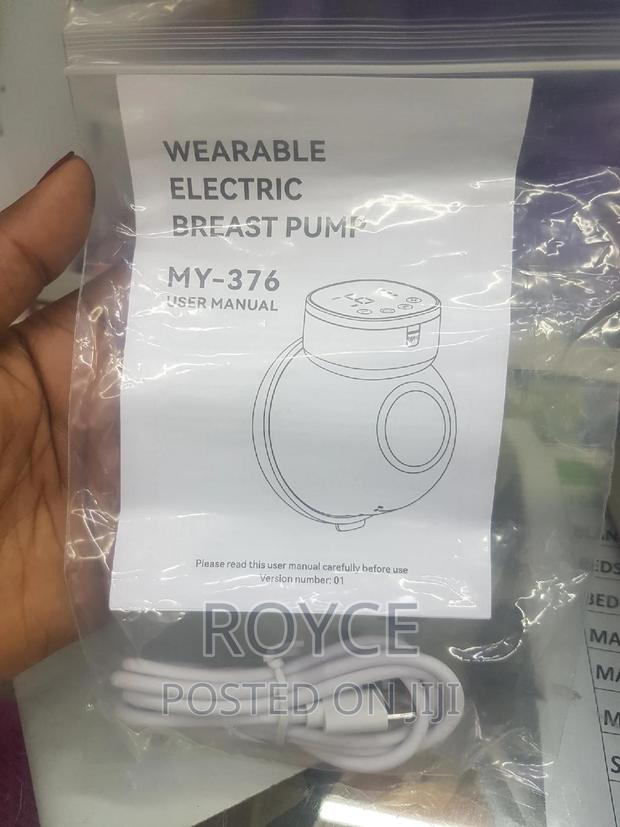 WEARABLE
ELECTRIC
BREAST PUMP
MY-376
USER MANUAL
Please read this user manual carefully before use
Version number: 01
ROYCE
POSTED ON JIJI
BED